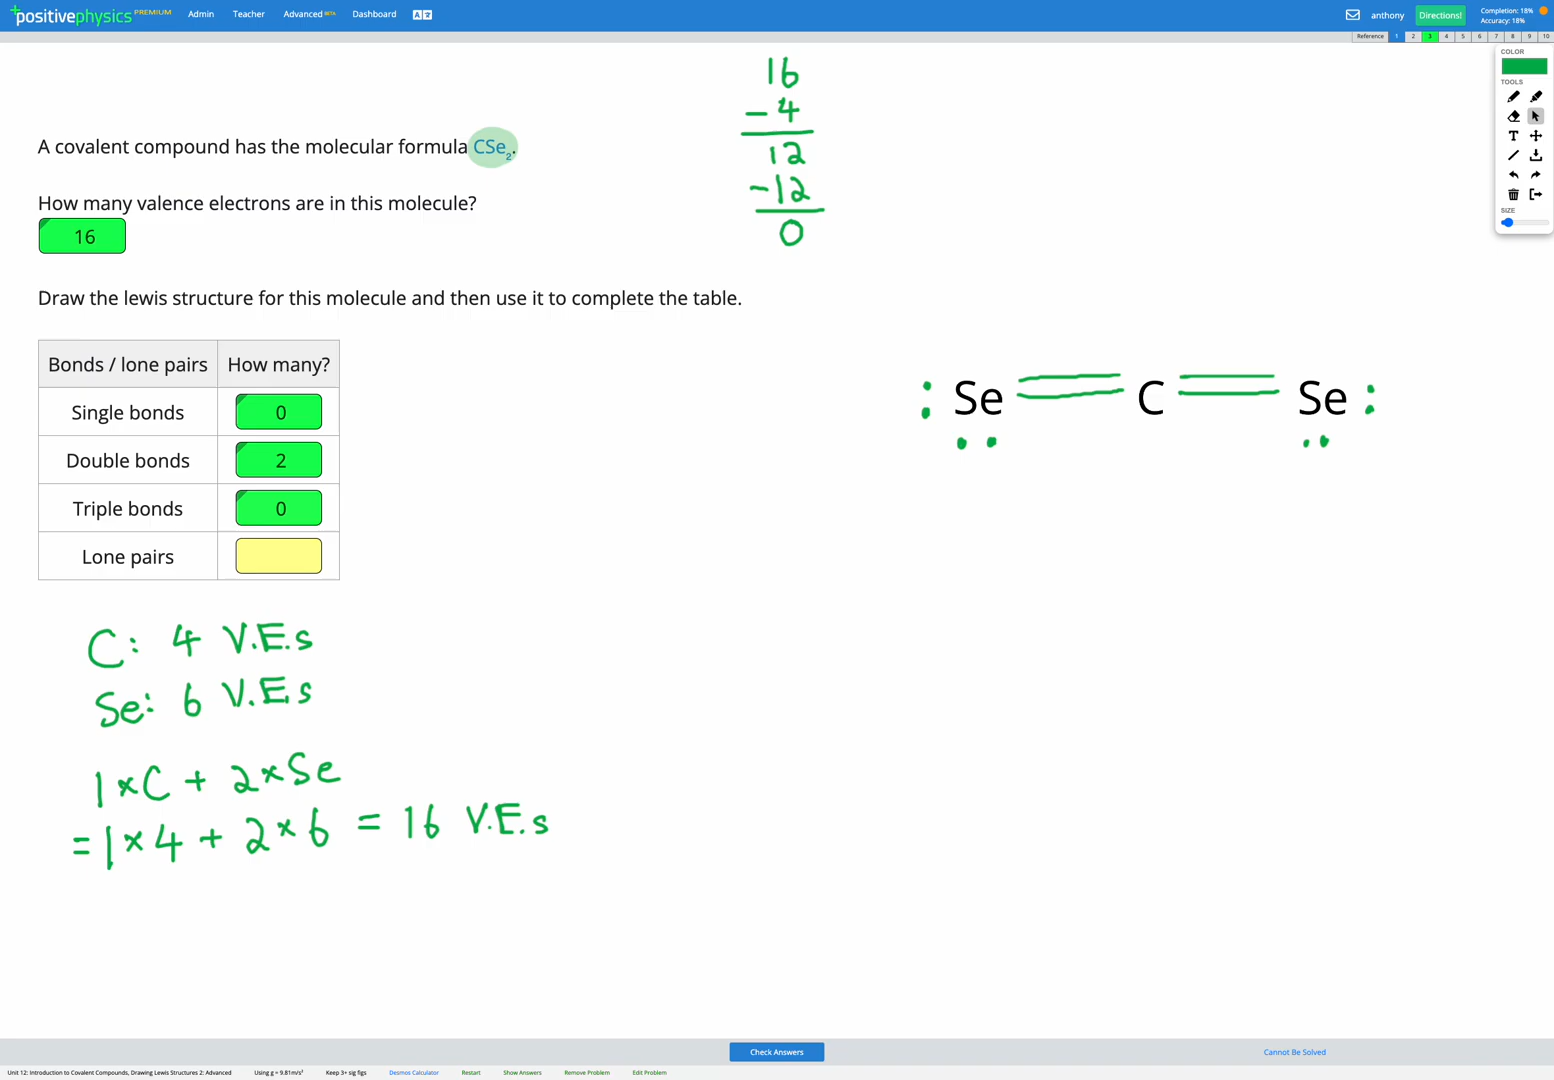 +positivephysics PREMIUM Admin Teacher Advanced BETA Dashboard anthony Directions! Completion: 18% Accuracy: 18%
Reference 1 2 3 4 5 6 7 8 9 10
COLOR
TOOLS
T
SIZE
16
- 4
12
-12
0
A covalent compound has the molecular formula CSe₂.
How many valence electrons are in this molecule?
16
Draw the lewis structure for this molecule and then use it to complete the table.
Bonds / lone pairs How many?
Single bonds 0
Double bonds 2
Triple bonds 0
Lone pairs
Se C Se
C: 4 V.E.s
Se: 6 V.E.s
1×C + 2×Se
=1×4 + 2×6 = 16 V.E.s
Check Answers Cannot Be Solved
Unit 12: Introduction to Covalent Compounds, Drawing Lewis Structures 2: Advanced Using g = 9.81m/s² Keep 3+ sig figs Desmos Calculator Restart Show Answers Remove Problem Edit Problem